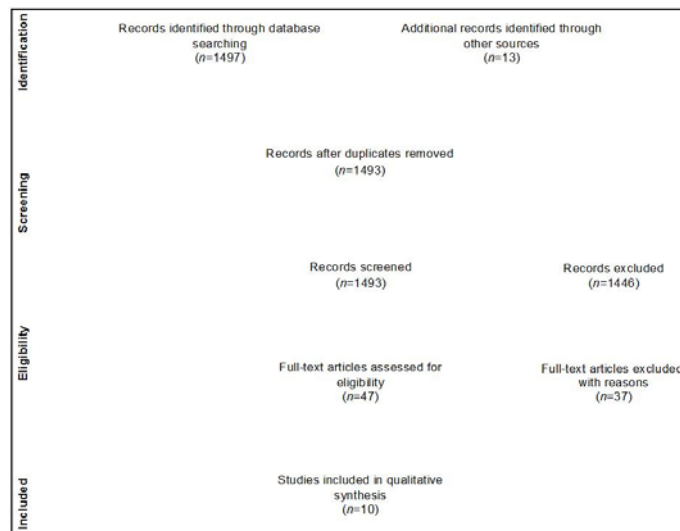 Identification
Records identified through database
searching
(n=1497)
Additional records identified through
other sources
(n=13)
Screening
Records after duplicates removed
(n=1493)
Records screened
(n=1493)
Records excluded
(n=1446)
Eligibility
Full-text articles assessed for
eligibility
(n=47)
Full-text articles excluded
with reasons
(n=37)
Included
Studies included in qualitative
synthesis
(n=10)